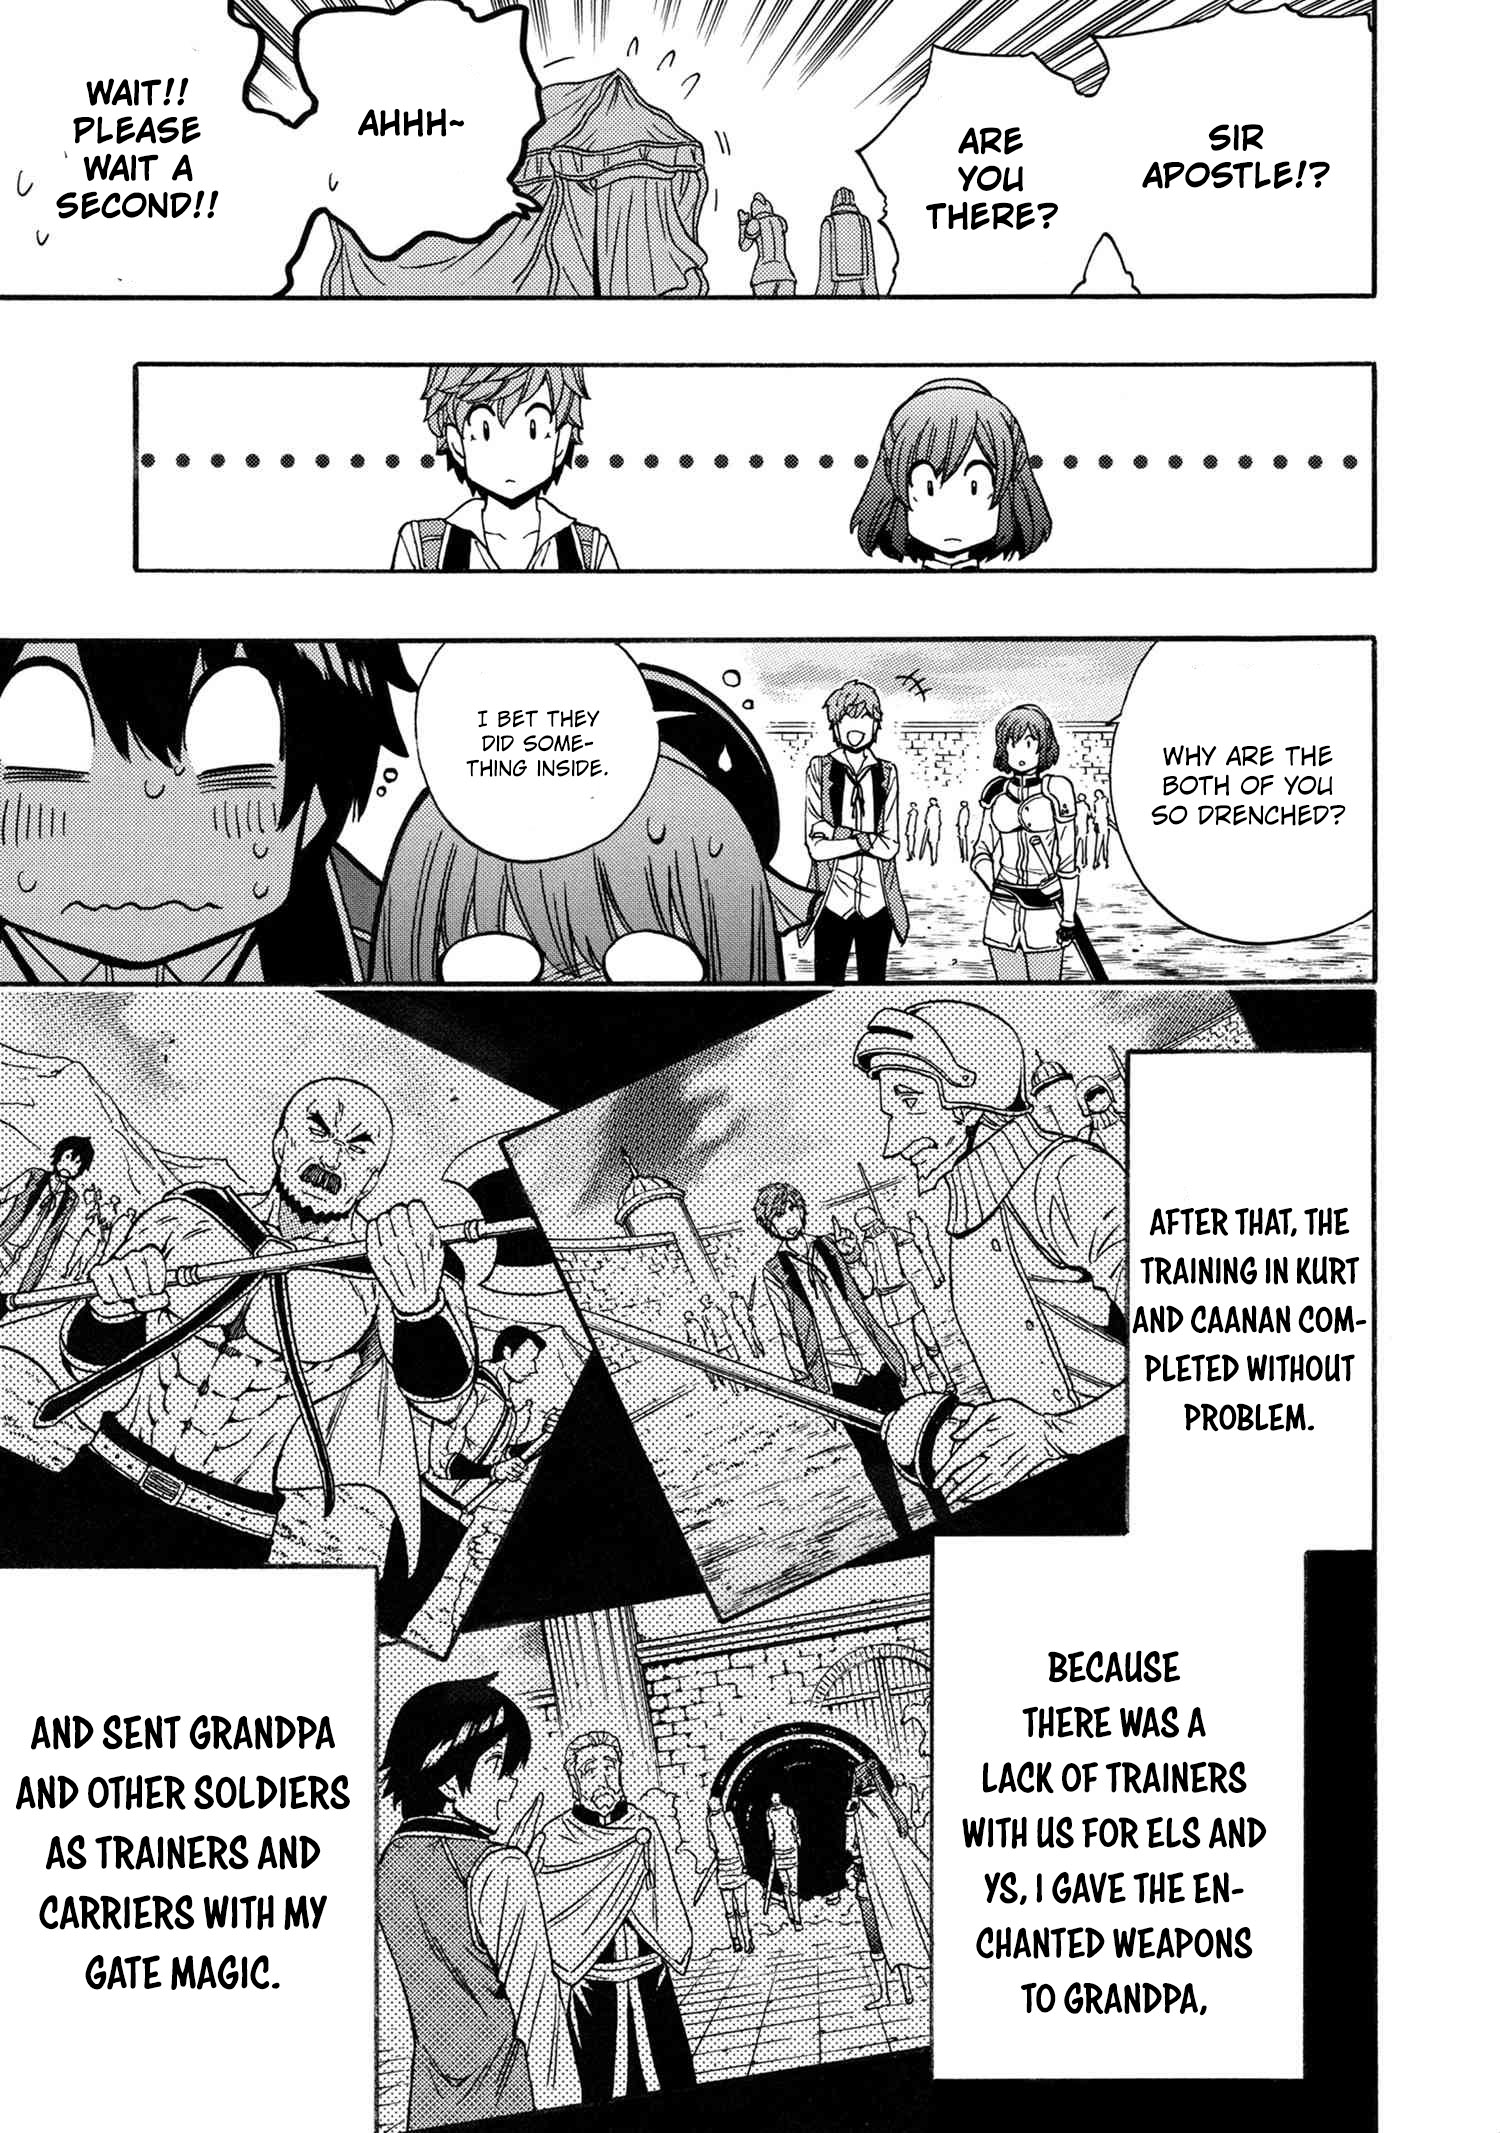 SIR
APOSTLE!?
ARE
YOU
THERE?
AHHH~
WAIT!!
PLEASE
WAIT A
SECOND!!
WHY ARE THE
BOTH OF YOU
SO DRENCHED?
I BET THEY
DID SOME-
THING INSIDE.
AFTER THAT, THE
TRAINING IN KURT
AND CAANAN COM-
PLETED WITHOUT
PROBLEM.
BECAUSE
THERE WAS A
LACK OF TRAINERS
WITH US FOR ELS AND
YS, I GAVE THE EN-
CHANTED WEAPONS
TO GRANDPA,
AND SENT GRANDPA
AND OTHER SOLDIERS
AS TRAINERS AND
CARRIERS WITH MY
GATE MAGIC.